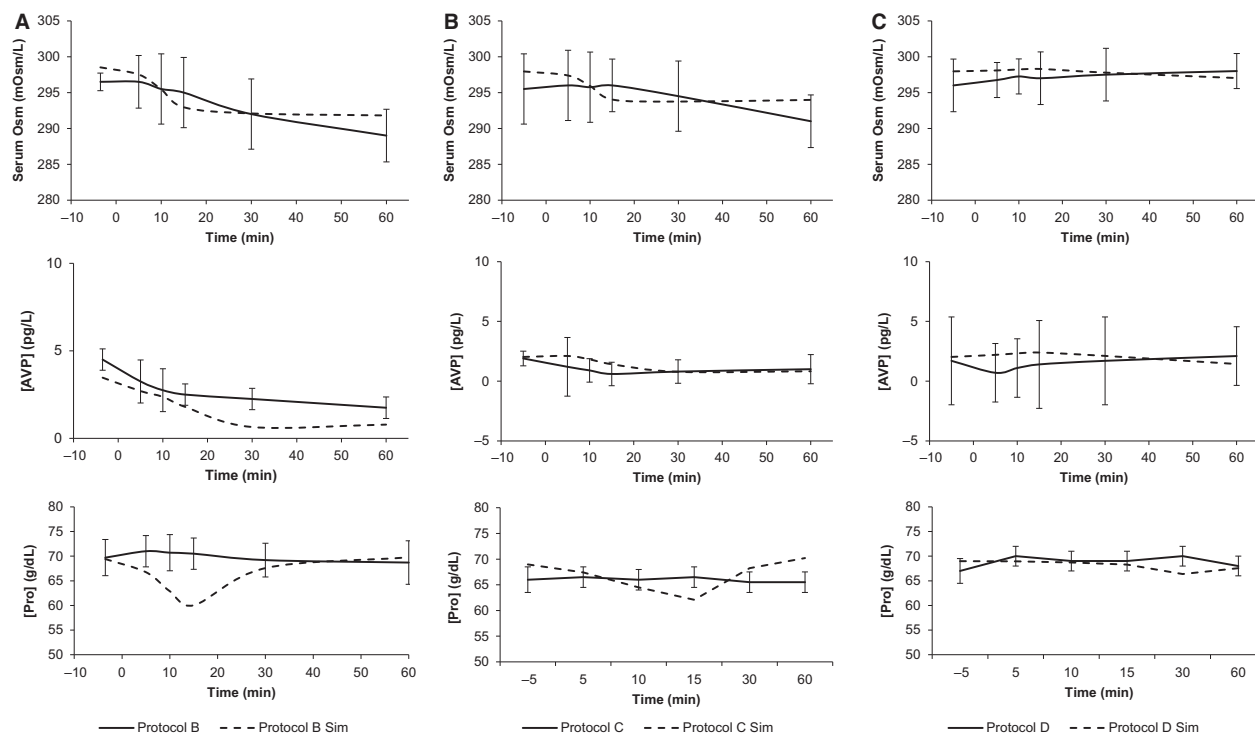 A
Serum Osm (mOsm/L)
305
300
295
290
285
280
–10 0 10 20 30 40 50 60
Time (min)
[AVP] (pg/L)
10
5
0
–10 0 10 20 30 40 50 60
Time (min)
[Pro] (g/dL)
80
75
70
65
60
55
50
–10 0 10 20 30 40 50 60
Time (min)
Protocol B Protocol B Sim
B
Serum Osm (mOsm/L)
305
300
295
290
285
280
–10 0 10 20 30 40 50 60
Time (min)
[AVP] (pg/L)
10
5
0
–5
–10 0 10 20 30 40 50 60
Time (min)
[Pro] (g/dL)
80
75
70
65
60
55
50
–5 5 10 15 30 60
Time (min)
Protocol C Protocol C Sim
C
Serum Osm (mOsm/L)
305
300
295
290
285
280
–10 0 10 20 30 40 50 60
Time (min)
[AVP] (pg/L)
10
5
0
–5
–10 0 10 20 30 40 50 60
Time (min)
[Pro] (g/dL)
80
75
70
65
60
55
50
–5 5 10 15 30 60
Time (min)
Protocol D Protocol D Sim